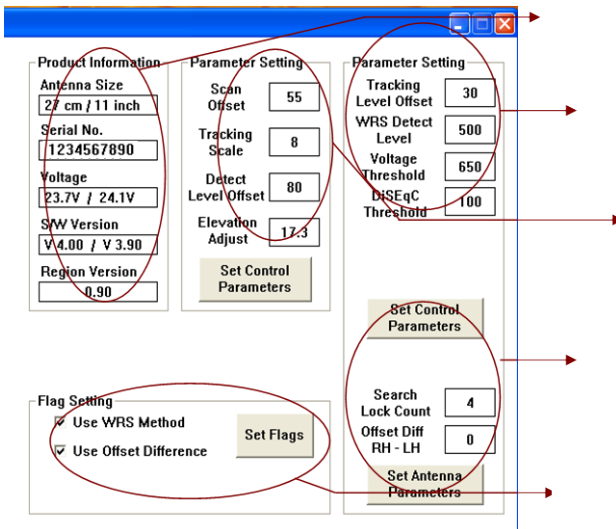 Product Information
Antenna Size
27 cm / 11 inch
Serial No.
1234567890
Voltage
23.7V / 24.1V
S/W Version
V 4.00 / V 3.90
Region Version
0.90
Parameter Setting
Scan
Offset
55
Tracking
Scale
8
Detect
Level Offset
80
Elevation
Adjust
17.3
Set Control
Parameters
Parameter Setting
Tracking
Level Offset
30
WRS Detect
Level
500
Voltage
Threshold
650
DiSEqC
Threshold
100
Set Control
Parameters
Search
Lock Count
4
Offset Diff
RH - LH
0
Set Antenna
Parameters
Flag Setting
Use WRS Method
Use Offset Difference
Set Flags